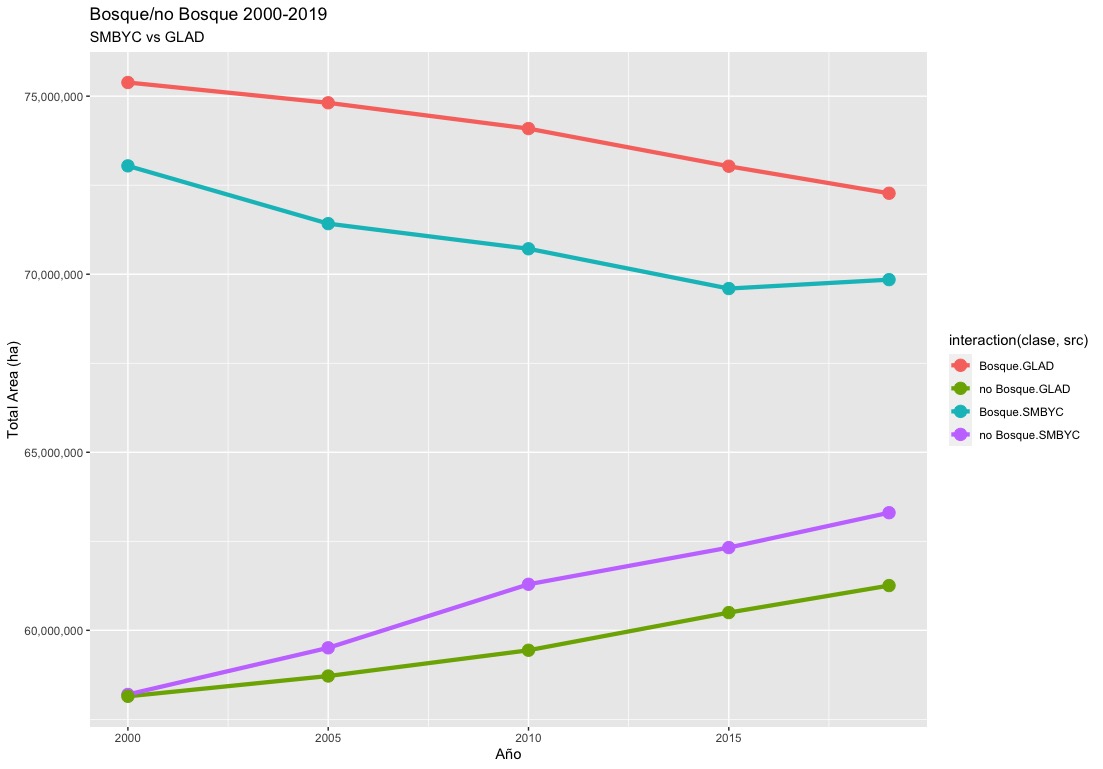 Bosque/no Bosque 2000-2019
SMBYC vs GLAD
Total Area (ha)
75,000,000
70,000,000
65,000,000
60,000,000
2000
2005
2010
2015
Año
interaction(clase, src)
Bosque.GLAD
no Bosque.GLAD
Bosque.SMBYC
no Bosque.SMBYC